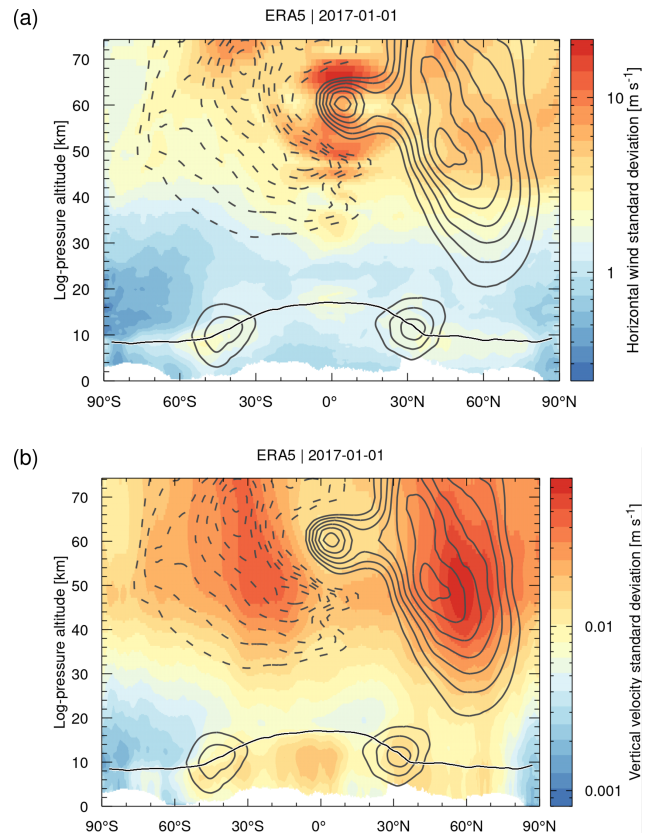 (a)
ERA5 | 2017-01-01
Log-pressure altitude [km]
70
60
50
40
30
20
10
0
90°S 60°S 30°S 0° 30°N 60°N 90°N
10
1
Horizontal wind standard deviation [m s⁻¹]
(b)
ERA5 | 2017-01-01
Log-pressure altitude [km]
70
60
50
40
30
20
10
0
90°S 60°S 30°S 0° 30°N 60°N 90°N
0.01
0.001
Vertical velocity standard deviation [m s⁻¹]